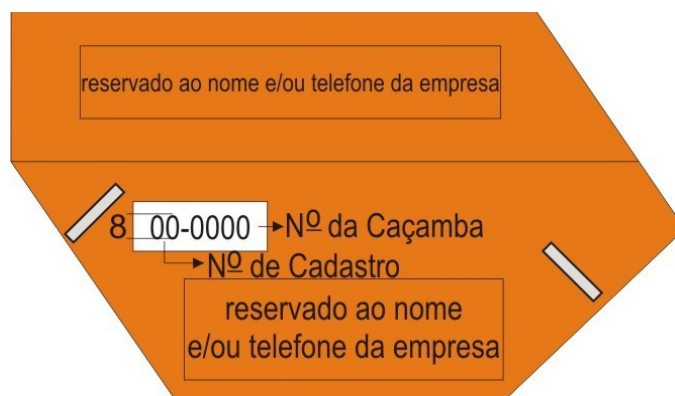 reservado ao nome e/ou telefone da empresa
8 00-0000 Nº da Caçamba
Nº de Cadastro
reservado ao nome
e/ou telefone da empresa